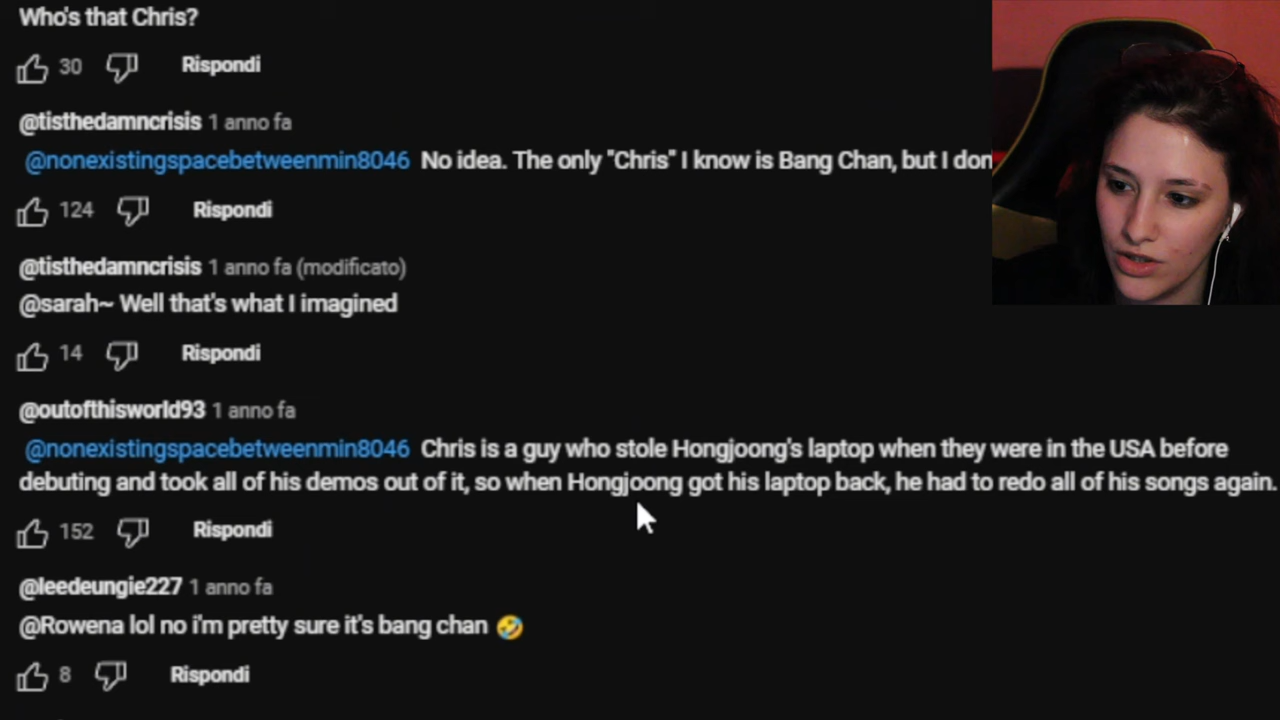 Who's that Chris?
30 Rispondi
@tisthedamncrisis 1 anno fa
@nonexistingspacebetweenmin8046 No idea. The only "Chris" I know is Bang Chan, but I don
124 Rispondi
@tisthedamncrisis 1 anno fa (modificato)
@sarah~ Well that's what I imagined
14 Rispondi
@outofthisworld93 1 anno fa
@nonexistingspacebetweenmin8046 Chris is a guy who stole Hongjoong's laptop when they were in the USA before
debuting and took all of his demos out of it, so when Hongjoong got his laptop back, he had to redo all of his songs again.
152 Rispondi
@leedeungie227 1 anno fa
@Rowena lol no i'm pretty sure it's bang chan 🤣
8 Rispondi